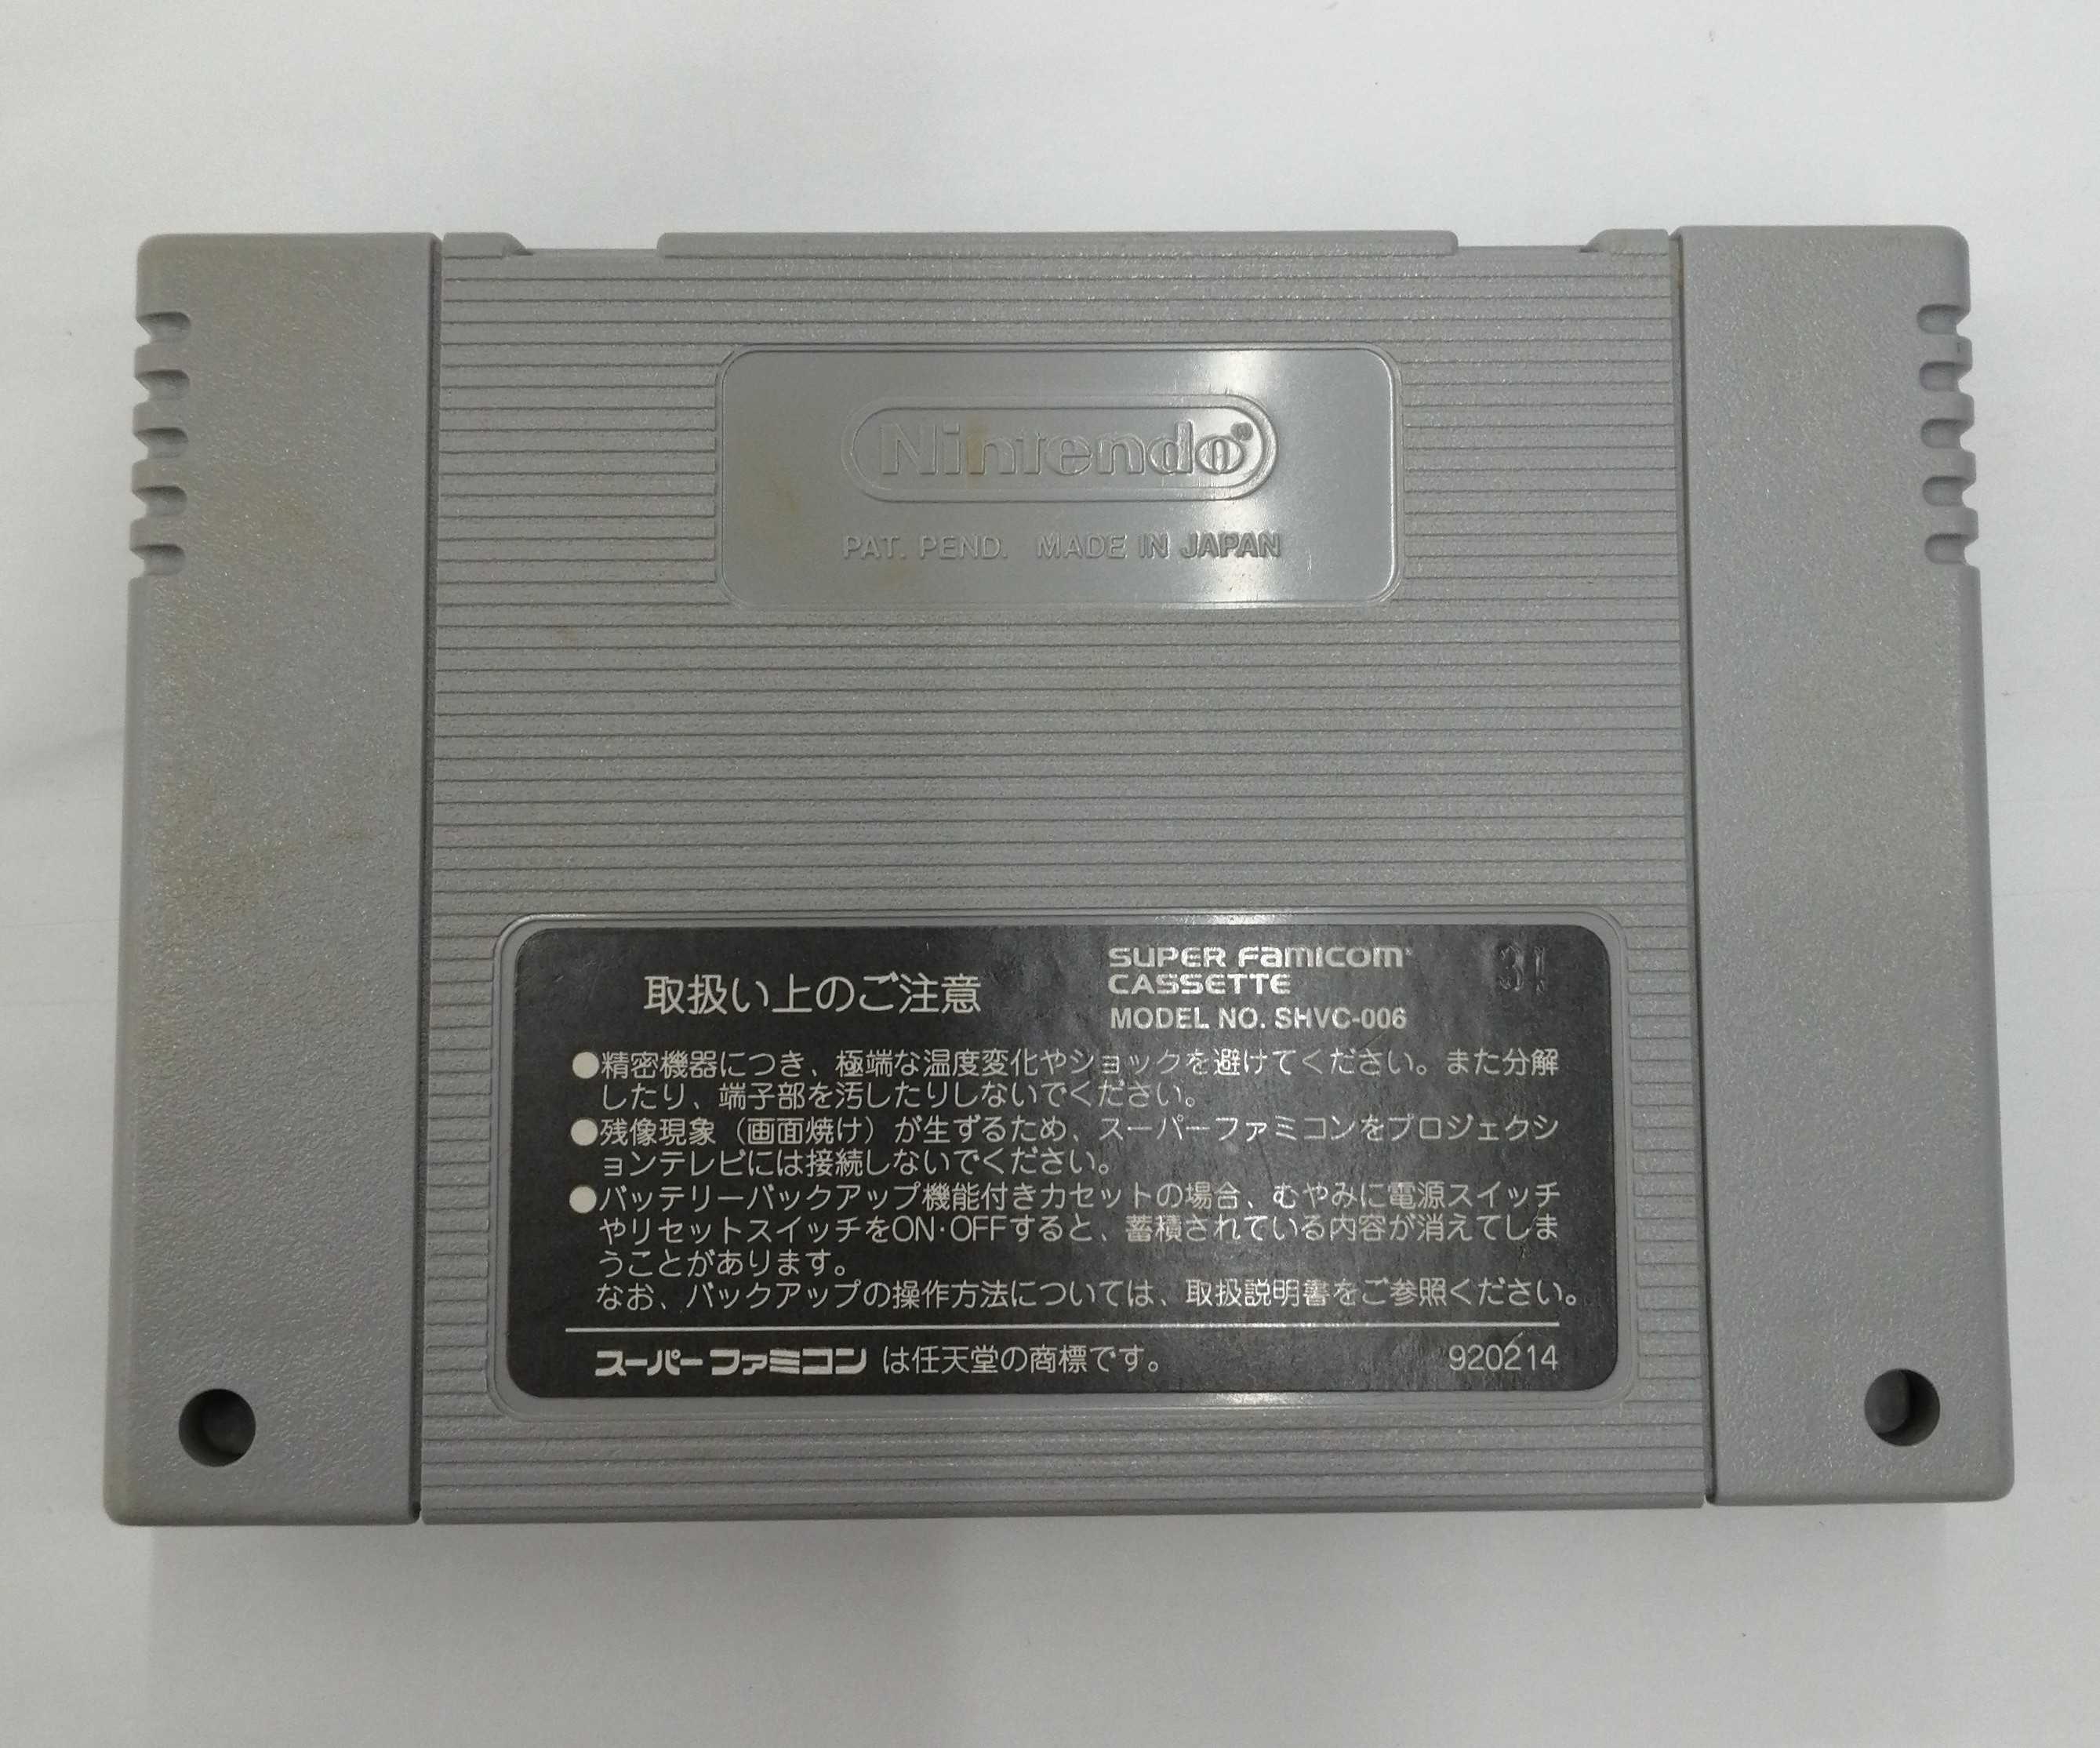 Nintendo®
PAT. PEND. MADE IN JAPAN
SUPER FAMICOM
CASSETTE
MODEL NO. SHVC-006
31
取扱い上のご注意
●精密機器につき、極端な温度変化やショックを避けてください。また分解
したり、端子部を汚したりしないでください。
●残像現象（画面焼け）が生ずるため、スーパーファミコンをプロジェクシ
ョンテレビには接続しないでください。
●バッテリーバックアップ機能付きカセットの場合、むやみに電源スイッチ
やリセットスイッチをON・OFFすると、蓄積されている内容が消えてしま
うことがあります。
なお、バックアップの操作方法については、取扱説明書をご参照ください。
スーパーファミコン は任天堂の商標です。 920214